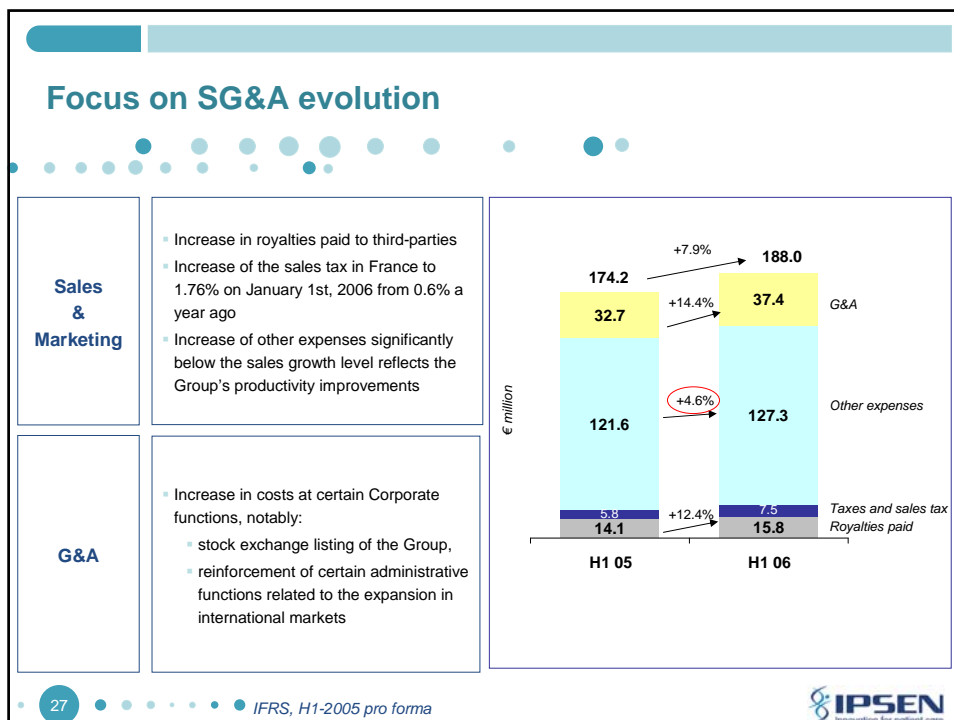 Focus on SG&A evolution
Sales
&
Marketing
Increase in royalties paid to third-parties
Increase of the sales tax in France to
1.76% on January 1st, 2006 from 0.6% a
year ago
Increase of other expenses significantly
below the sales growth level reflects the
Group's productivity improvements
G&A
Increase in costs at certain Corporate
functions, notably:
stock exchange listing of the Group,
reinforcement of certain administrative
functions related to the expansion in
international markets
€ million
+7.9%
174.2
188.0
32.7
+14.4%
37.4
G&A
121.6
+4.6%
127.3
Other expenses
5.8
7.5
Taxes and sales tax
14.1
+12.4%
15.8
Royalties paid
H1 05
H1 06
27
IFRS, H1-2005 pro forma
IPSEN
Innovation for patient care